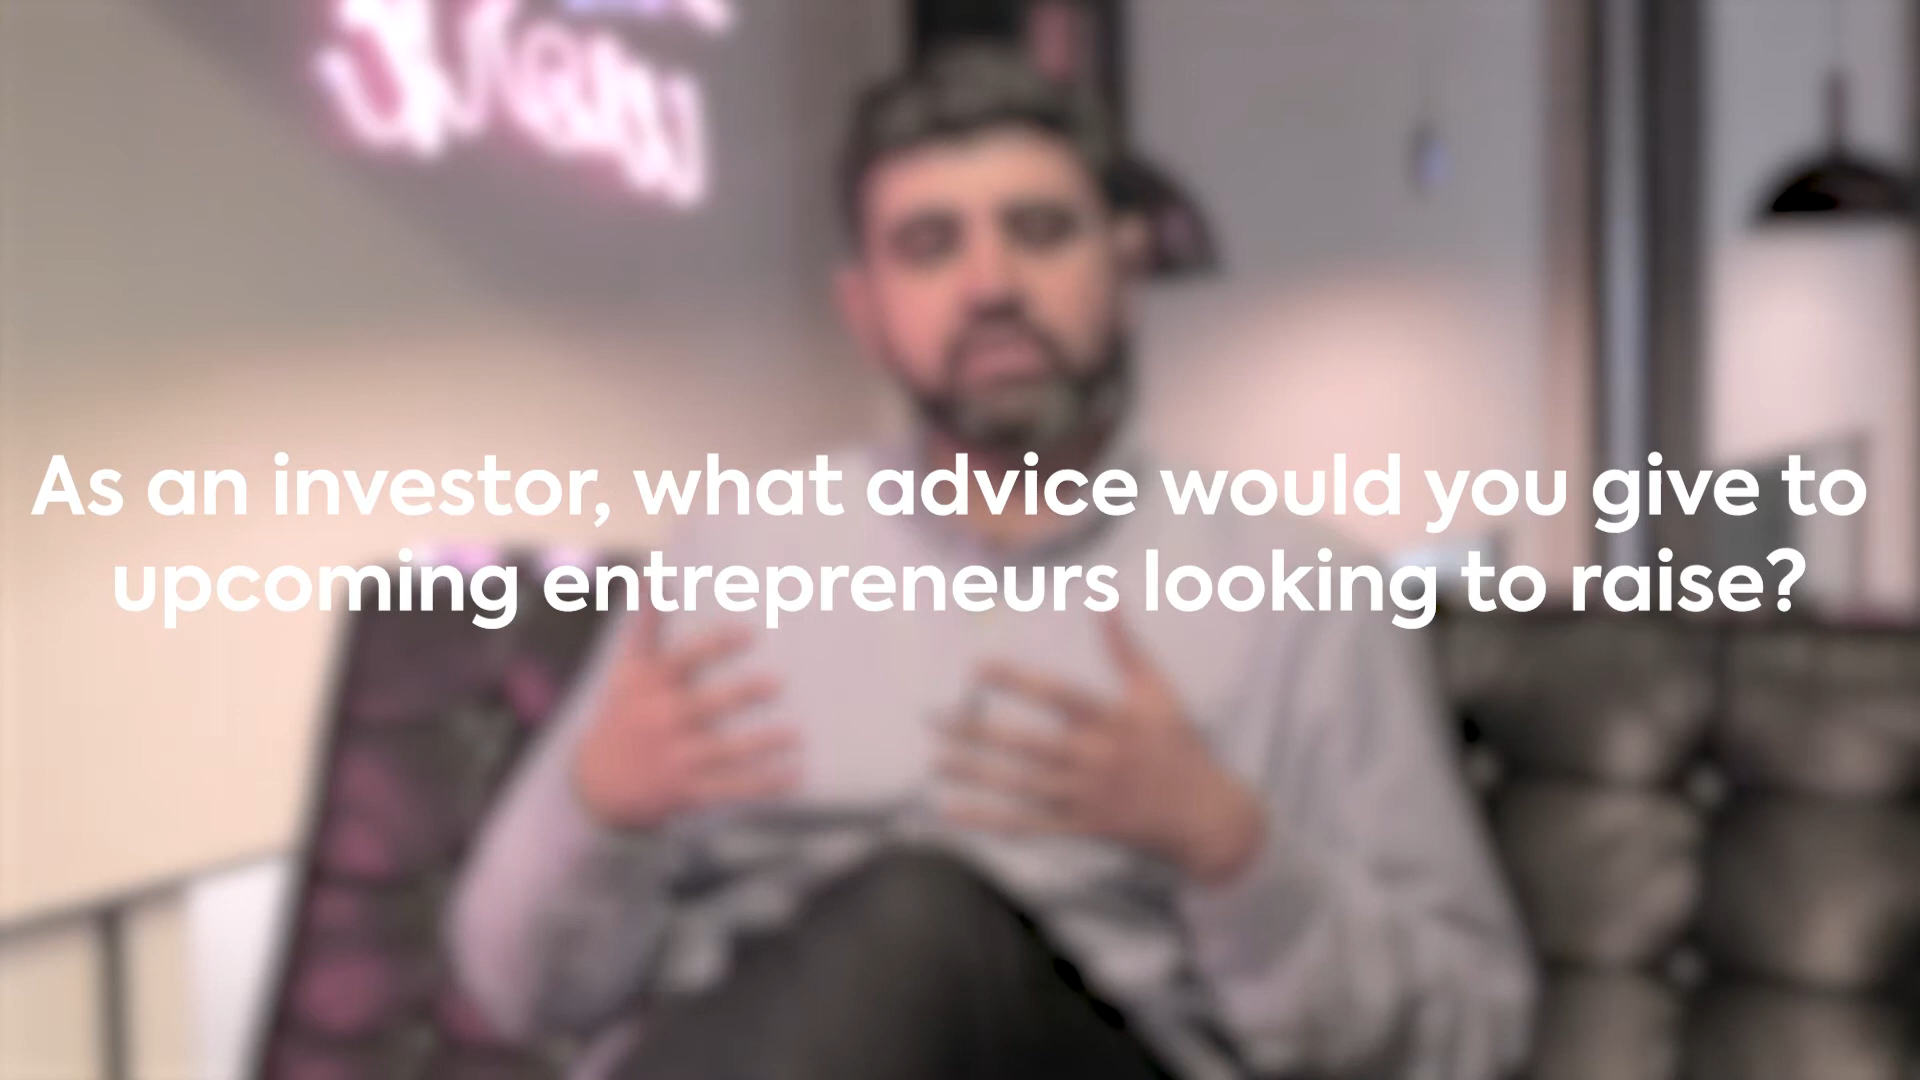 As an investor, what advice would you give to
upcoming entrepreneurs looking to raise?